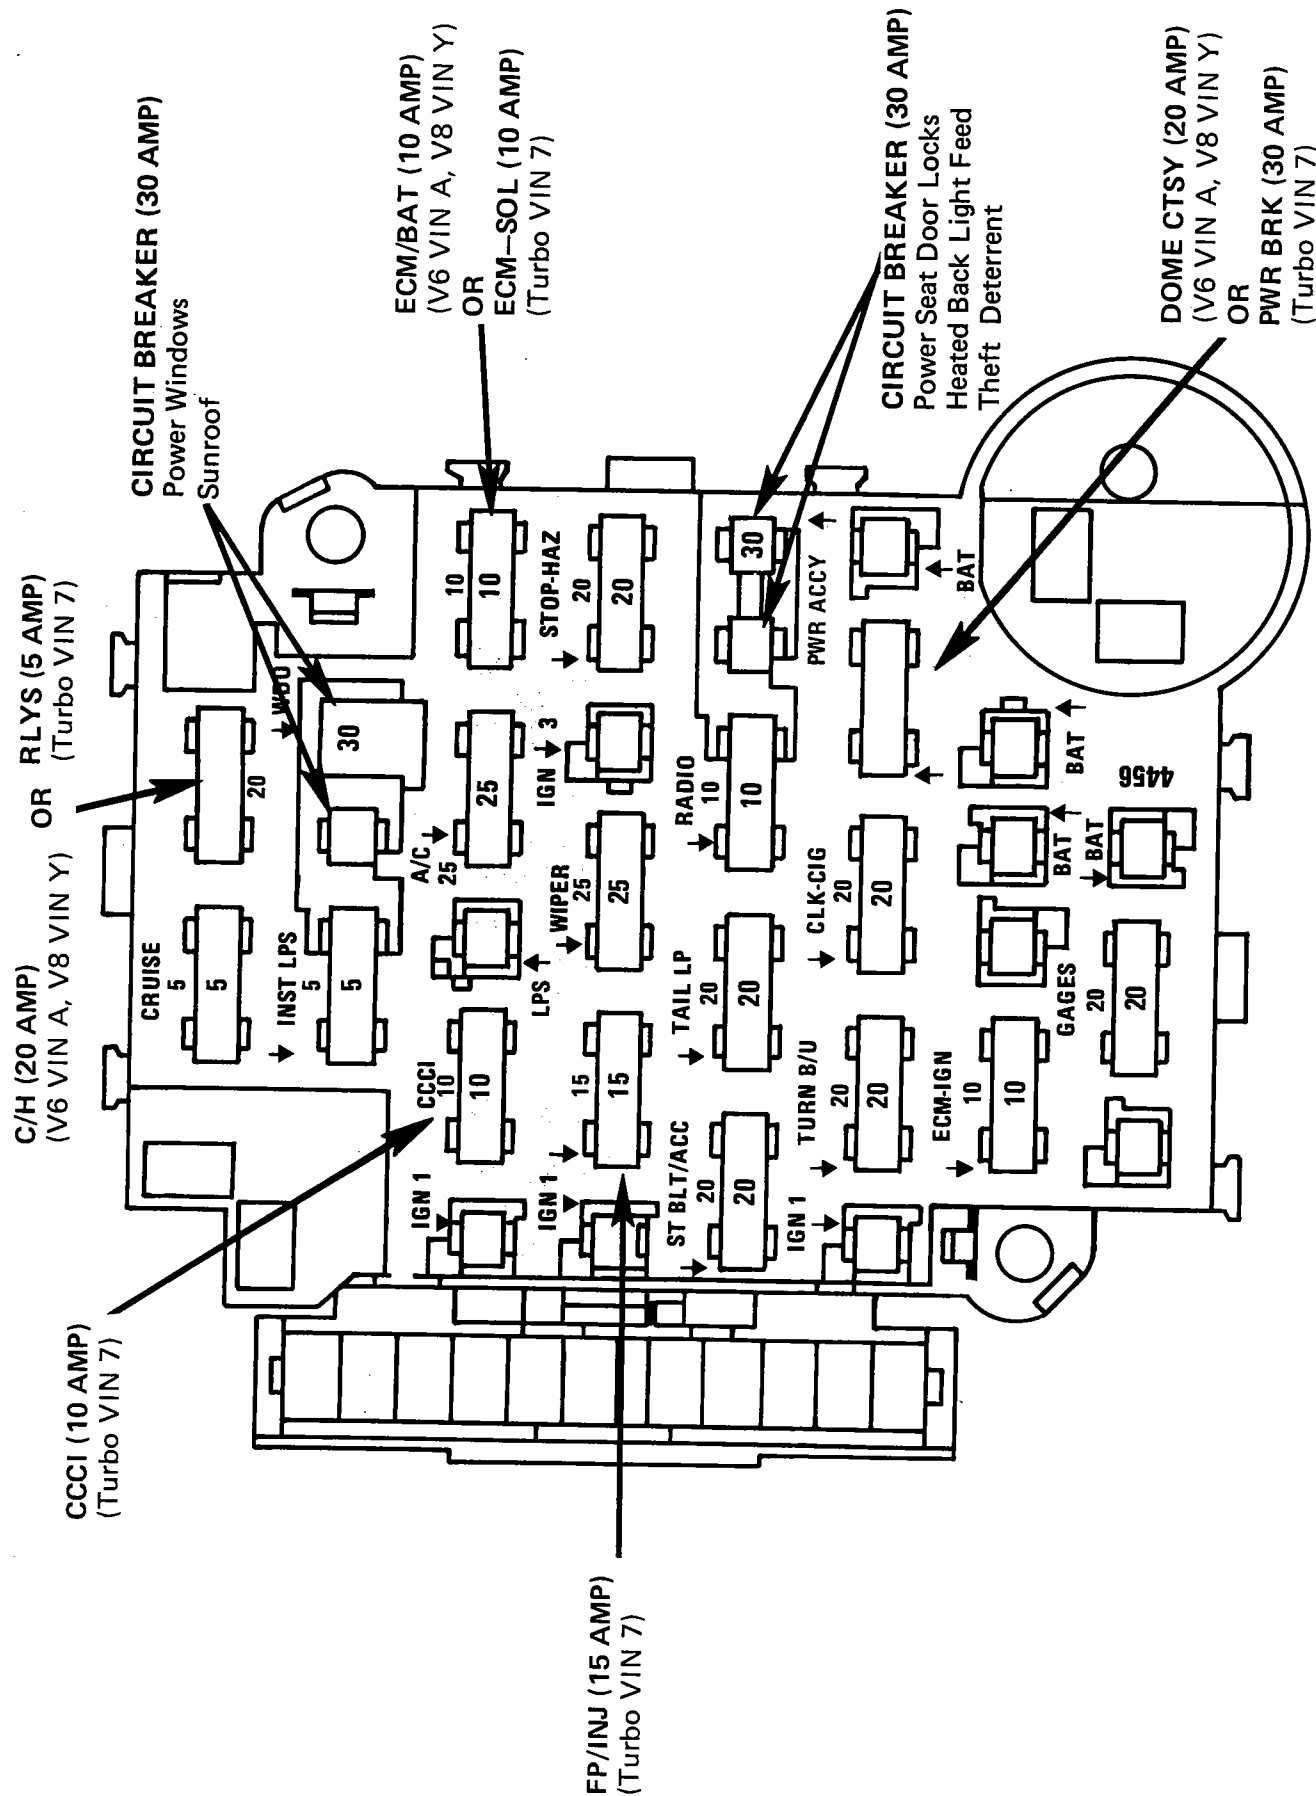 C/H (20 AMP)
(V6 VIN A, V8 VIN Y)
OR
RLYS (5 AMP)
(Turbo VIN 7)
CIRCUIT BREAKER (30 AMP)
Power Windows
Sunroof
ECM/BAT (10 AMP)
(V6 VIN A, V8 VIN Y)
OR
ECM–SOL (10 AMP)
(Turbo VIN 7)
CIRCUIT BREAKER (30 AMP)
Power Seat Door Locks
Heated Back Light Feed
Theft Deterrent
DOME CTSY (20 AMP)
(V6 VIN A, V8 VIN Y)
OR
PWR BRK (30 AMP)
(Turbo VIN 7)
CCCI (10 AMP)
(Turbo VIN 7)
FP/INJ (15 AMP)
(Turbo VIN 7)
CRUISE
5
5
20
INST LPS
5
5
WDO
30
CCCI
10
10
A/C
25
25
10
10
IGN 1
LPS
IGN 1
15
15
WIPER
25
25
IGN 3
STOP-HAZ
20
20
ST BLT/ACC
20
20
TAIL LP
20
20
RADIO
10
10
30
PWR ACCY
IGN 1
TURN B/U
20
20
CLK-CIG
20
20
BAT
ECM-IGN
10
10
GAGES
20
20
BAT
BAT
BAT
4456